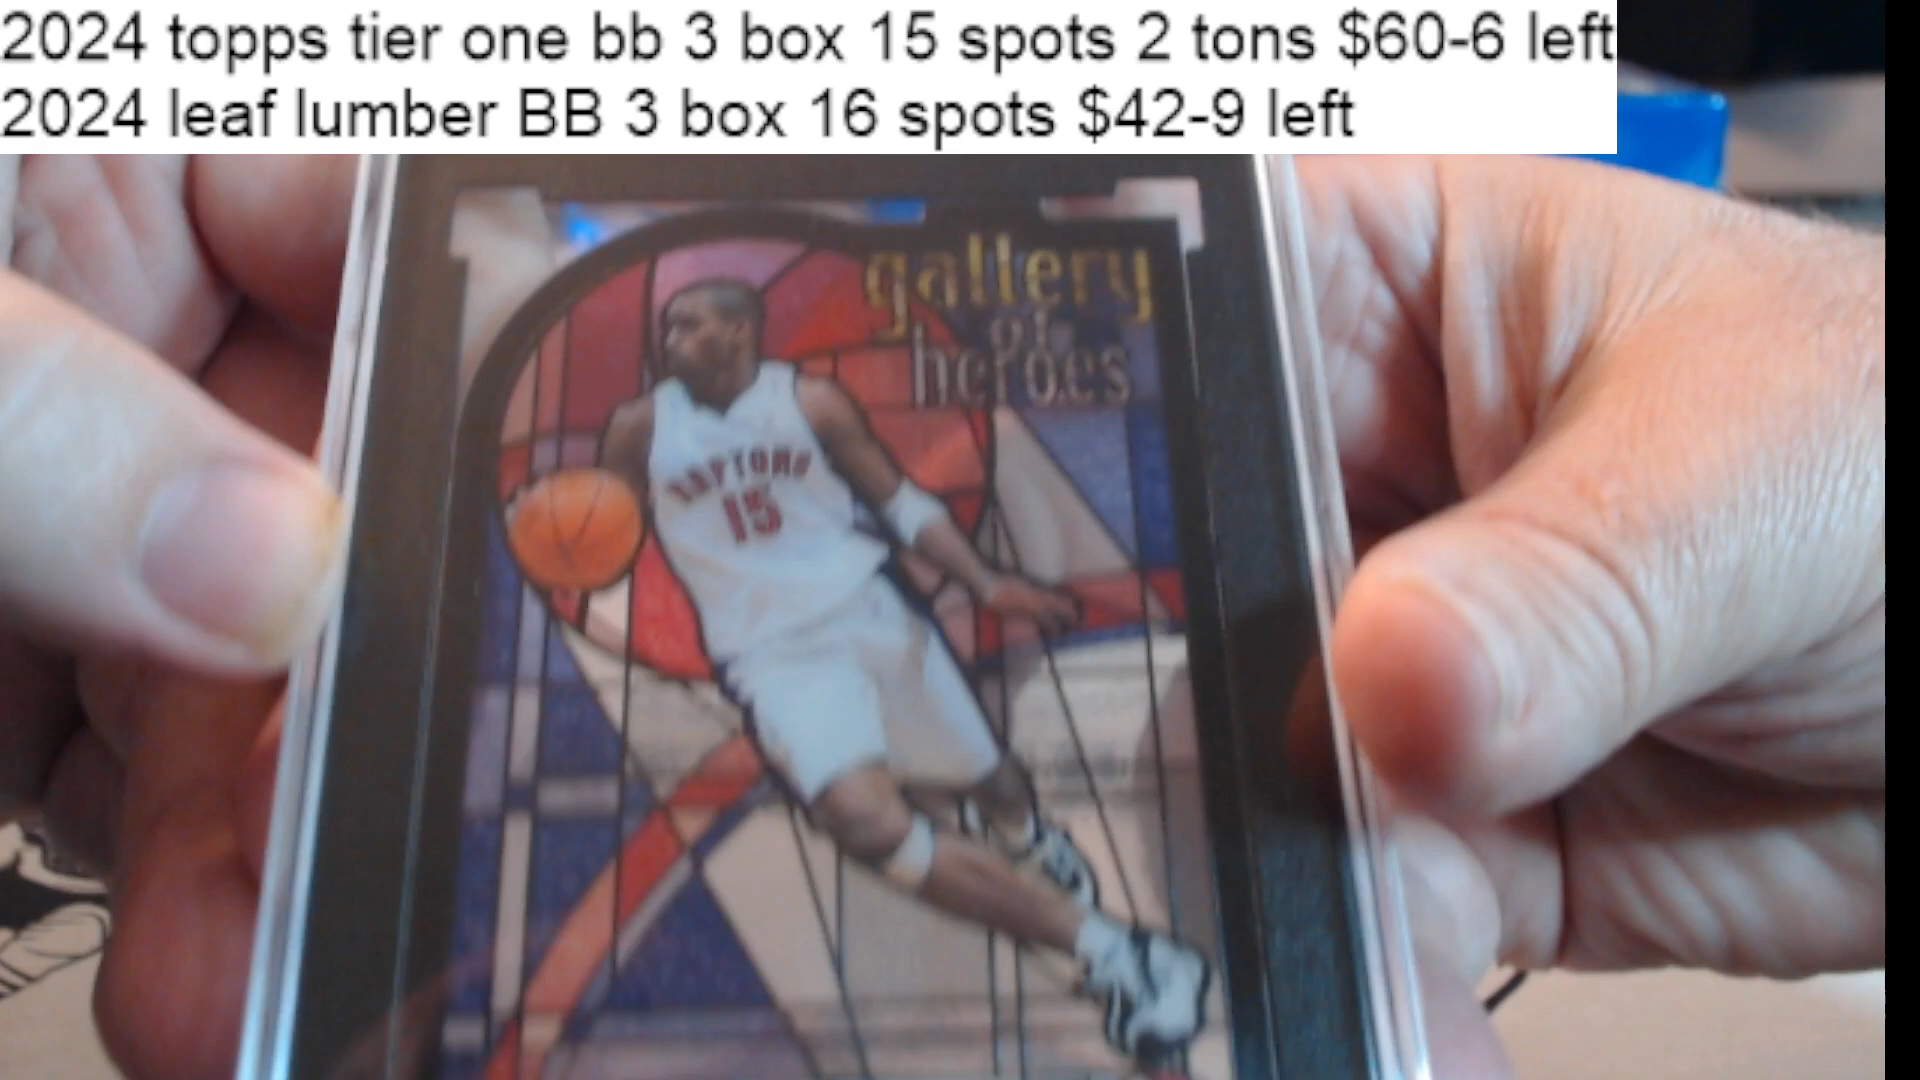 2024 topps tier one bb 3 box 15 spots 2 tons $60-6 left
2024 leaf lumber BB 3 box 16 spots $42-9 left
gallery
of
heroes
RAPTORS
15